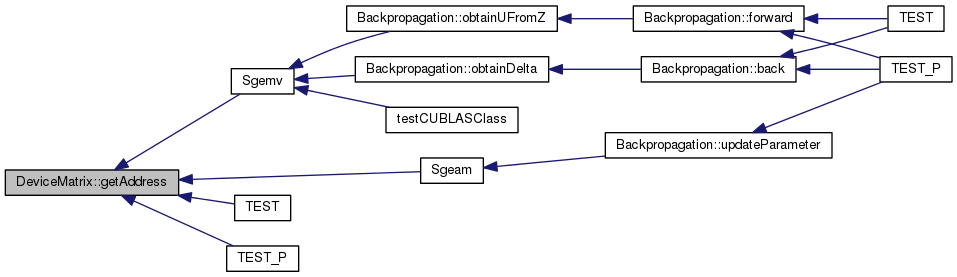 Backpropagation::obtainUFromZ
Backpropagation::forward
TEST
Backpropagation::obtainDelta
Backpropagation::back
TEST_P
Sgemv
testCUBLASClass
Backpropagation::updateParameter
Sgeam
DeviceMatrix::getAddress
TEST
TEST_P